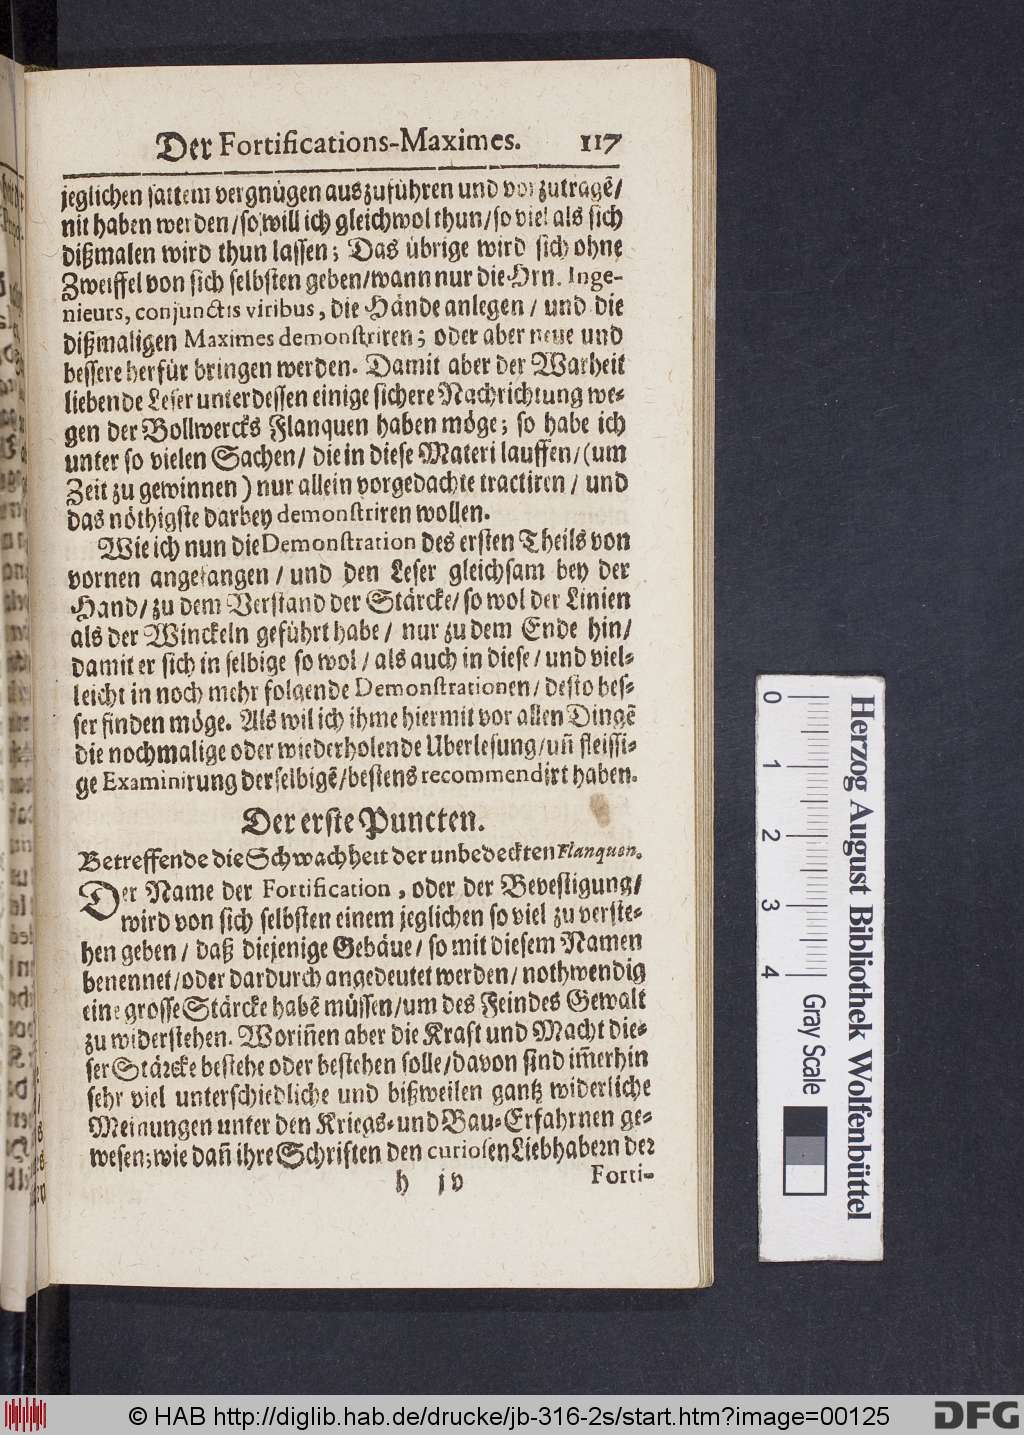 Der Fortifications-Maximes. 117
jeglichen sattem vergnügen auszuführen und vorzutragẽ/
nit haben werden/so will ich gleichwol thun/so viel als sich
dißmalen wird thun lassen; Das übrige wird sich ohne
Zweiffel von sich selbsten geben/wann nur die Hrn. Inge-
nieurs, conjunctis viribus, die Hände anlegen / und die
dißmaligen Maximes demonstriren; oder aber neue und
bessere herfür bringen werden. Damit aber der Warheit
liebende Leser unterdessen einige sichere Nachrichtung we-
gen der Bollwercks Flanquen haben möge; so habe ich
unter so vielen Sachen/ die in diese Materi lauffen/(um
Zeit zu gewinnen) nur allein vorgedachte tractiren / und
das nöthigste darbey demonstriren wollen.
Wie ich nun die Demonstration des ersten Theils von
vornen angefangen / und den Leser gleichsam bey der
Hand/ zu dem Verstand der Stärcke/ so wol der Linien
als der Winckeln geführt habe / nur zu dem Ende hin/
damit er sich in selbige so wol / als auch in diese / und viel-
leicht in noch mehr folgende Demonstrationen / desto bes-
ser finden möge. Als wil ich ihme hiermit vor allen Dingẽ
die nochmalige oder wiederholende Uberlesung/uñ fleissi-
ge Examinirung derselbigẽ/bestens recommendirt haben.
Der erste Puncten.
Betreffende die Schwachheit der unbedeckten Flanquen.
Der Name der Fortification, oder der Bevestigung/
wird von sich selbsten einem jeglichen so viel zu verste-
hen geben / daß diejenige Gebäue / so mit diesem Namen
benennet/oder dardurch angedeutet werden / nothwendig
eine grosse Stärcke habẽ müssen/um des Feindes Gewalt
zu widerstehen. Woriñen aber die Kraft und Macht die-
ser Stärcke bestehe oder bestehen solle/davon sind im̃erhin
sehr viel unterschiedliche und bißweilen gantz widerliche
Meinungen unter den Kriegs- und Bau-Erfahrnen ge-
wesen; wie dañ ihre Schriften den curiosen Liebhabern der
h jv Forti-
0 1 2 3 4
Gray Scale
Herzog August Bibliothek Wolfenbüttel
© HAB http://diglib.hab.de/drucke/jb-316-2s/start.htm?image=00125
DFG